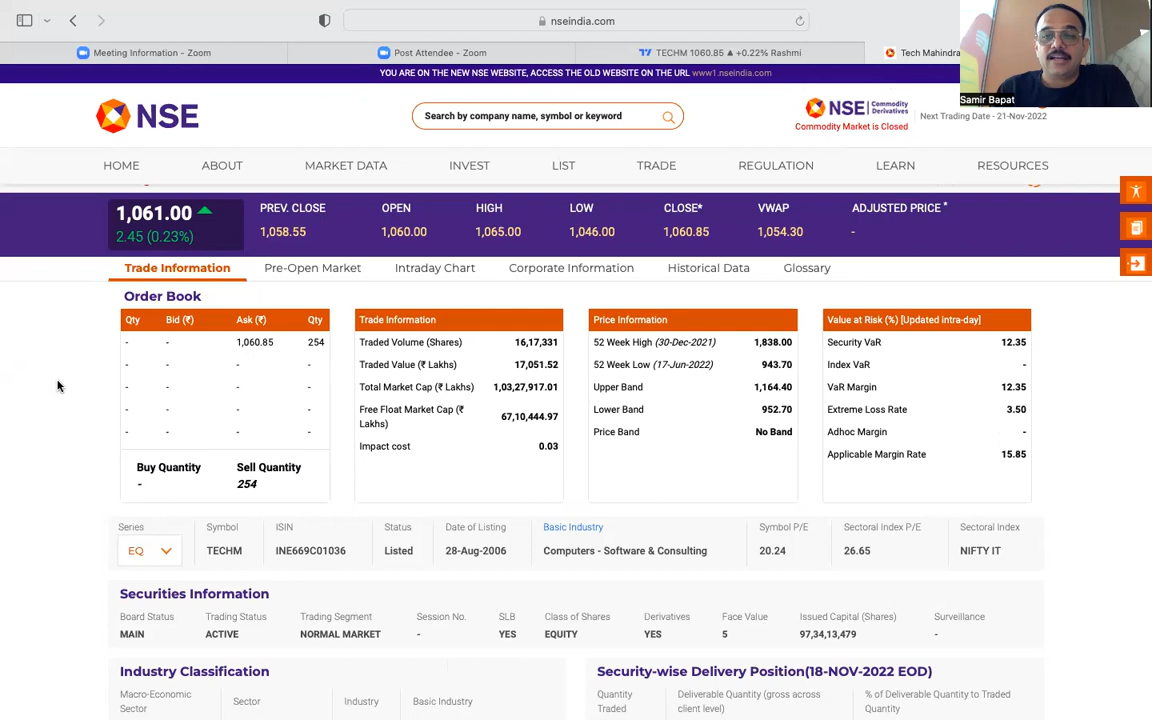 nseindia.com
Meeting Information - Zoom
Post Attendee - Zoom
TECHM 1060.85 ▲ +0.22% Rashmi
Tech Mahindra
YOU ARE ON THE NEW NSE WEBSITE, ACCESS THE OLD WEBSITE ON THE URL www1.nseindia.com
Samir Bapat
NSE
Search by company name, symbol or keyword
NSE Commodity Derivatives
Commodity Market is Closed
Next Trading Date - 21-Nov-2022
HOME ABOUT MARKET DATA INVEST LIST TRADE REGULATION LEARN RESOURCES
1,061.00 PREV. CLOSE OPEN HIGH LOW CLOSE* VWAP ADJUSTED PRICE *
2.45 (0.23%) 1,058.55 1,060.00 1,065.00 1,046.00 1,060.85 1,054.30 -
Trade Information Pre-Open Market Intraday Chart Corporate Information Historical Data Glossary
Order Book
Qty Bid (₹) Ask (₹) Qty
- - 1,060.85 254
- - - -
- - - -
- - - -
- - - -
Buy Quantity Sell Quantity
- 254
Trade Information
Traded Volume (Shares) 16,17,331
Traded Value (₹ Lakhs) 17,051.52
Total Market Cap (₹ Lakhs) 1,03,27,917.01
Free Float Market Cap (₹
Lakhs) 67,10,444.97
Impact cost 0.03
Price Information
52 Week High (30-Dec-2021) 1,838.00
52 Week Low (17-Jun-2022) 943.70
Upper Band 1,164.40
Lower Band 952.70
Price Band No Band
Value at Risk (%) [Updated intra-day]
Security VaR 12.35
Index VaR -
VaR Margin 12.35
Extreme Loss Rate 3.50
Adhoc Margin -
Applicable Margin Rate 15.85
Series Symbol ISIN Status Date of Listing Basic Industry Symbol P/E Sectoral Index P/E Sectoral Index
EQ TECHM INE669C01036 Listed 28-Aug-2006 Computers - Software & Consulting 20.24 26.65 NIFTY IT
Securities Information
Board Status Trading Status Trading Segment Session No. SLB Class of Shares Derivatives Face Value Issued Capital (Shares) Surveillance
MAIN ACTIVE NORMAL MARKET - YES EQUITY YES 5 97,34,13,479 -
Industry Classification
Macro-Economic
Sector Sector Industry Basic Industry
Security-wise Delivery Position(18-NOV-2022 EOD)
Quantity Deliverable Quantity (gross across % of Deliverable Quantity to Traded
Traded client level) Quantity